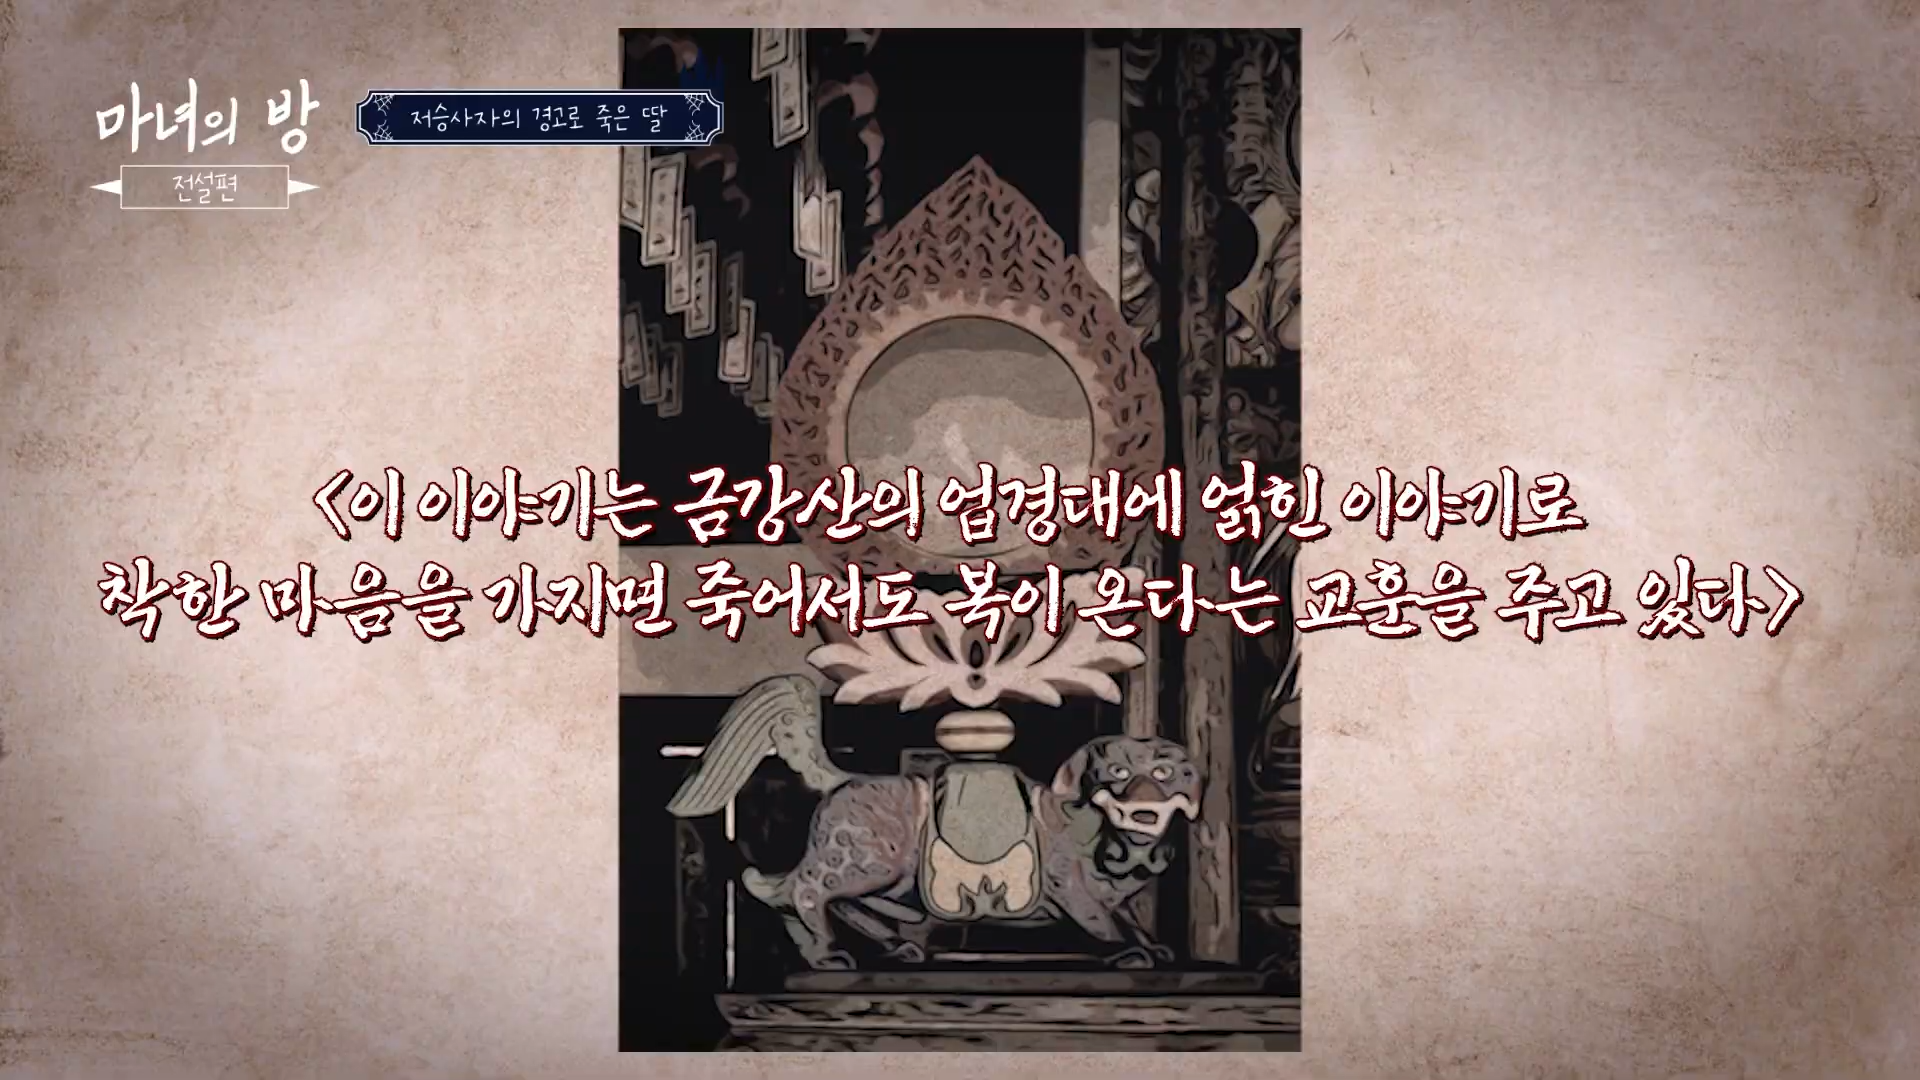 마녀의 방
전설편
저승사자의 경고로 죽은 딸
<이 이야기는 금강산의 업경대에 얽힌 이야기로
착한 마음을 가지면 죽어서도 복이 온다는 교훈을 주고 있다>